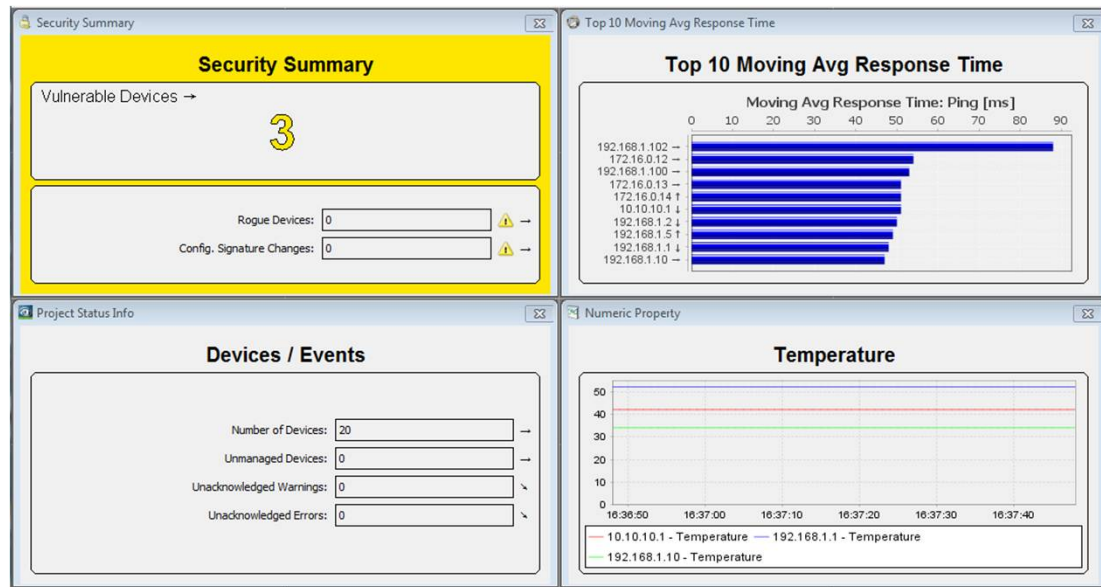 Security Summary
Security Summary
Vulnerable Devices →
3
Rogue Devices: 0 →
Config. Signature Changes: 0 →
Top 10 Moving Avg Response Time
Top 10 Moving Avg Response Time
Moving Avg Response Time: Ping [ms]
0 10 20 30 40 50 60 70 80 90
192.168.1.102 →
172.16.0.12 →
192.168.1.100 →
172.16.0.13 →
172.16.0.14 ↑
10.10.10.1 ↓
192.168.1.2 ↓
192.168.1.5 ↑
192.168.1.1 ↓
192.168.1.10 →
Project Status Info
Devices / Events
Number of Devices: 20 →
Unmanaged Devices: 0 →
Unacknowledged Warnings: 0 ↘
Unacknowledged Errors: 0 ↘
Numeric Property
Temperature
50
40
30
20
10
0
16:36:50 16:37:00 16:37:10 16:37:20 16:37:30 16:37:40
10.10.10.1 - Temperature 192.168.1.1 - Temperature
192.168.1.10 - Temperature